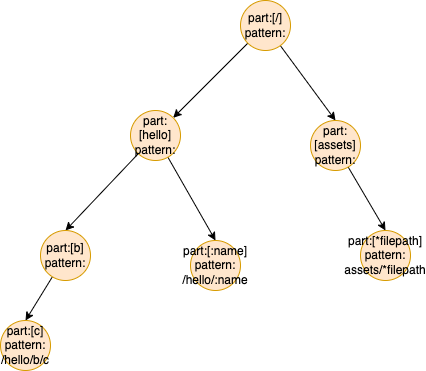 part:[/]
pattern:
part:
[hello]
pattern:
part:
[assets]
pattern:
part:[b]
pattern:
part:[:name]
pattern:
/hello/:name
part:[*filepath]
pattern:
assets/*filepath
part:[c]
pattern:
/hello/b/c